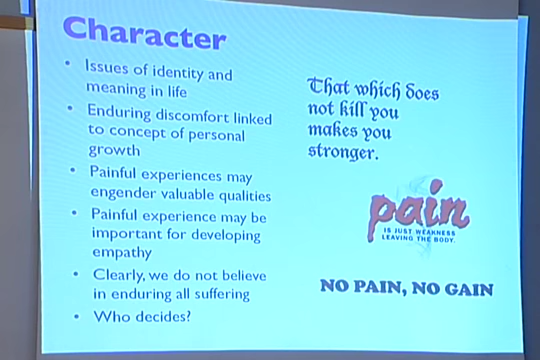 Character
• Issues of identity and
meaning in life
• Enduring discomfort linked
to concept of personal
growth
• Painful experiences may
engender valuable qualities
• Painful experience may be
important for developing
empathy
• Clearly, we do not believe
in enduring all suffering
• Who decides?
That which does
not kill you
makes you
stronger.
pain
IS JUST WEAKNESS
LEAVING THE BODY.
NO PAIN, NO GAIN